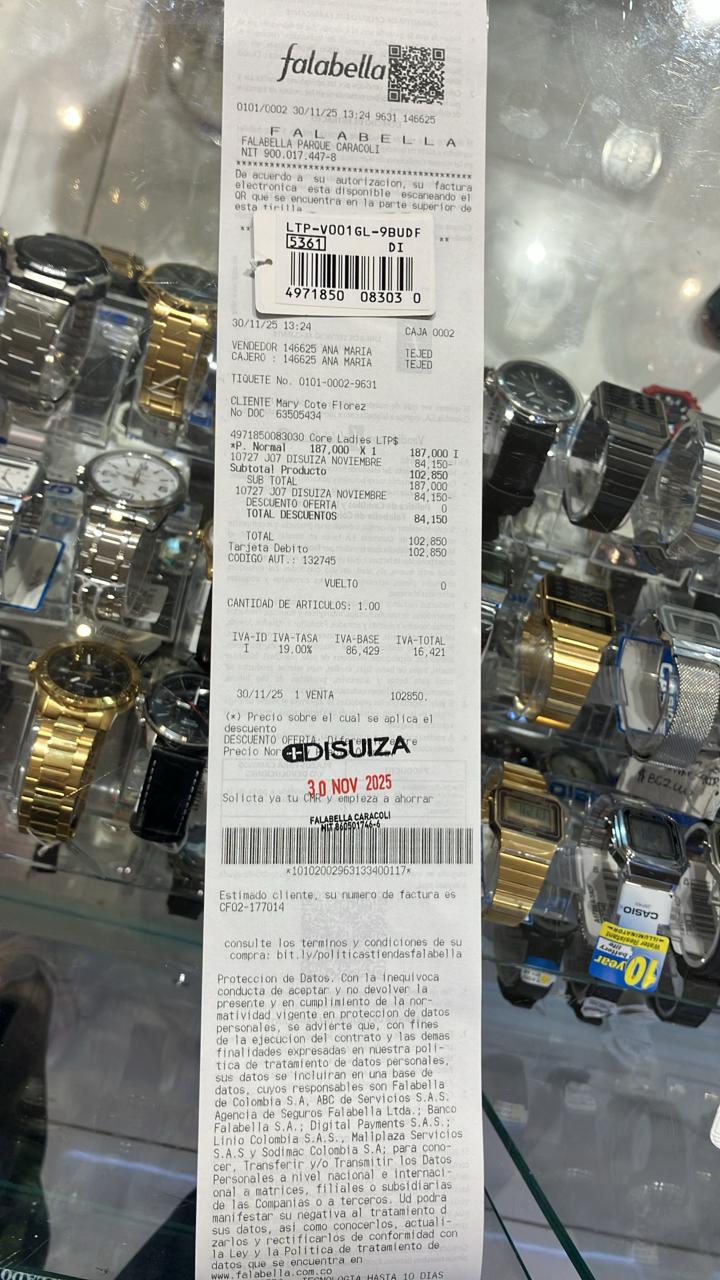 falabella
0101/0002 30/11/25 13:24 9631 146625
F A L A B E L L A
FALABELLA PARQUE CARACOLI
NIT 900.017.447-8
****************************************
De acuerdo a su autorizacion, su factura
electronica esta disponible escaneando el
QR que se encuentra en la parte superior de
esta tirilla
** **
LTP-V001GL-9BUDF
5361 DI
4971850 08303 0
30/11/25 13:24 CAJA 0002
VENDEDOR 146625 ANA MARIA TEJED
CAJERO : 146625 ANA MARIA TEJED
TIQUETE No. 0101-0002-9631
CLIENTE Mary Cote Florez
No DOC 63505434
4971850083030 Core Ladies LTP$
*P. Normal 187,000 X 1 187,000 I
10727 J07 DISUIZA NOVIEMBRE 84,150-
Subtotal Producto 102,850
SUB TOTAL 187,000
10727 J07 DISUIZA NOVIEMBRE 84,150-
DESCUENTO OFERTA 0
TOTAL DESCUENTOS 84,150
TOTAL 102,850
Tarjeta Debito 102,850
CODIGO AUT.: 132745
VUELTO 0
CANTIDAD DE ARTICULOS: 1.00
IVA-ID IVA-TASA IVA-BASE IVA-TOTAL
I 19.00% 86,429 16,421
30/11/25 1 VENTA 102850.
(*) Precio sobre el cual se aplica el
descuento
DESCUENTO OFERTA:
Precio
DISUIZA
30 NOV 2025
Solicita ya tu CMR y empieza a ahorrar
FALABELLA CARACOLI
NIT 860501746-6
*10102002963133400117*
Estimado cliente, su numero de factura es
CF02-177014
consulte los terminos y condiciones de su
compra: bit.ly/politicastiendasfalabella
Proteccion de Datos. Con la inequivoca
conducta de aceptar y no devolver la
presente y en cumplimiento de la nor-
matividad vigente en proteccion de datos
personales, se advierte que, con fines
de la ejecucion del contrato y las demas
finalidades expresadas en nuestra poli-
tica de tratamiento de datos personales,
sus datos se incluiran en una base de
datos, cuyos responsables son Falabella
de Colombia S.A, ABC de Servicios S.A.S.
Agencia de Seguros Falabella Ltda.; Banco
Falabella S.A.; Digital Payments S.A.S.;
Linio Colombia S.A.S., Mallplaza Servicios
S.A.S y Sodimac Colombia S.A; para cono-
cer, Transferir y/o Transmitir los Datos
Personales a nivel nacional e internaci-
onal a matrices, filiales o subsidiarias
de las Companias o a terceros. Ud podra
manifestar su negativa al tratamiento d
sus datos, asi como conocerlos, actuali-
zarlos y rectificarlos de conformidad con
la Ley y la Politica de tratamiento de
datos que se encuentra en
www.falabella.com.co
TECNOLOGIA HASTA 10 DIAS
CASIO
JAPAN
ILLUMINATOR
Water Resistant
10 year
battery life